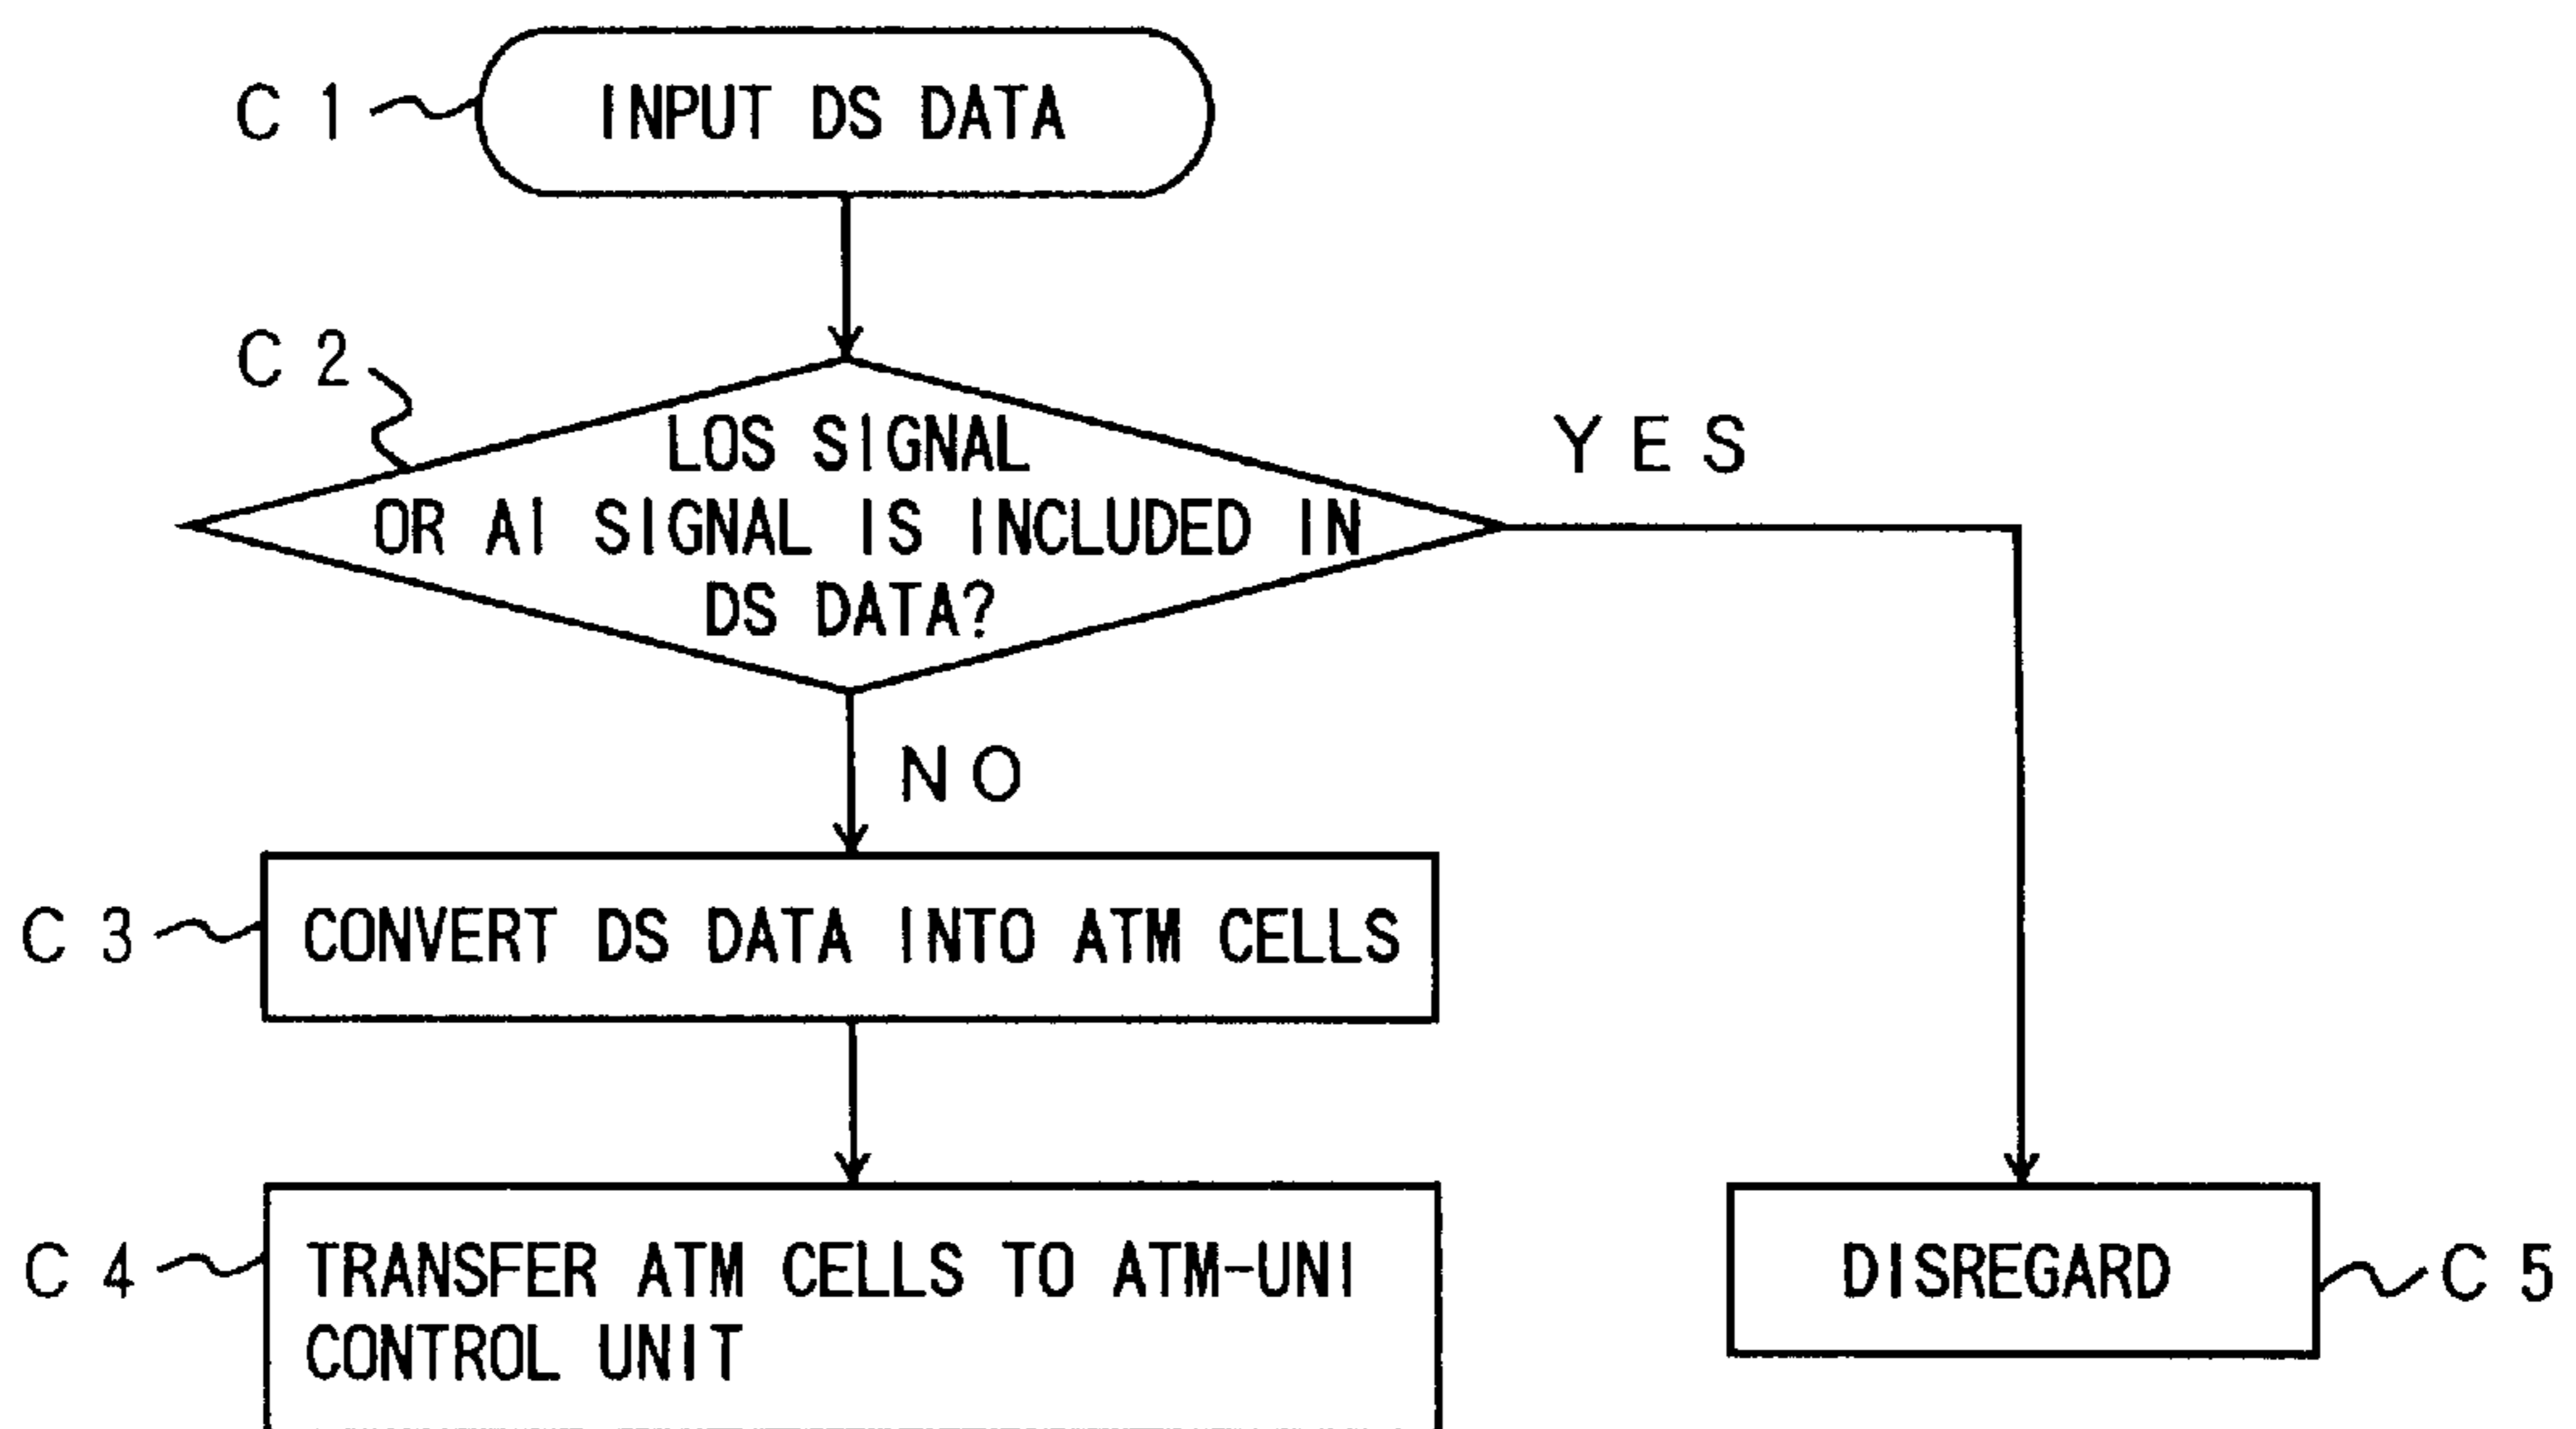 C 1
INPUT DS DATA
C 2
LOS SIGNAL
OR AI SIGNAL IS INCLUDED IN
DS DATA?
YES
NO
C 3
CONVERT DS DATA INTO ATM CELLS
C 4
TRANSFER ATM CELLS TO ATM-UNI
CONTROL UNIT
DISREGARD
C 5